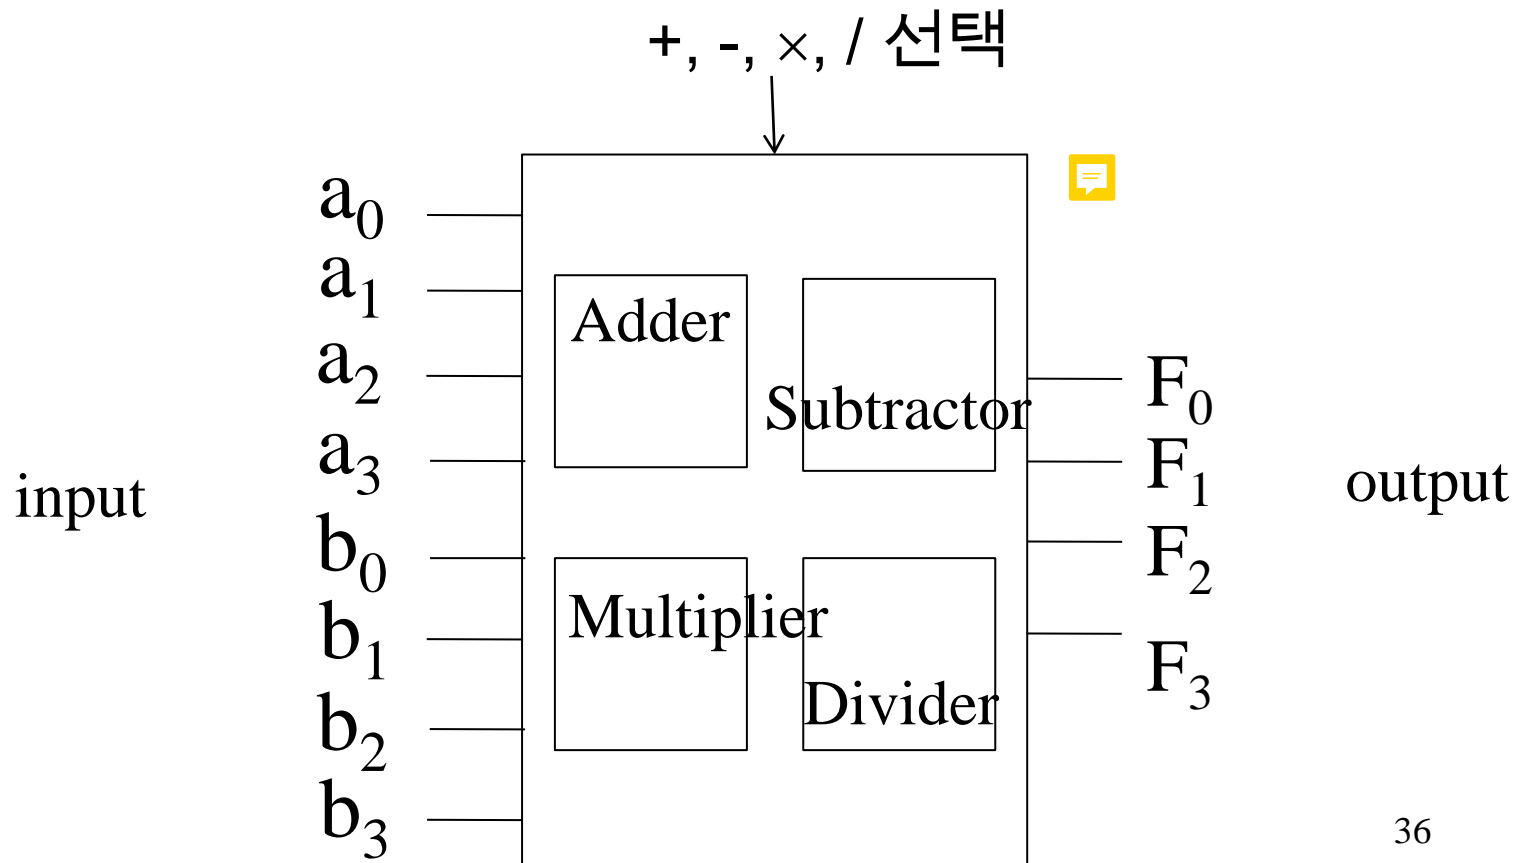 +, -, ×, / 선택
a0
a1
a2
a3
b0
b1
b2
b3
input
Adder
Subtractor
Multiplier
Divider
F0
F1
F2
F3
output
36